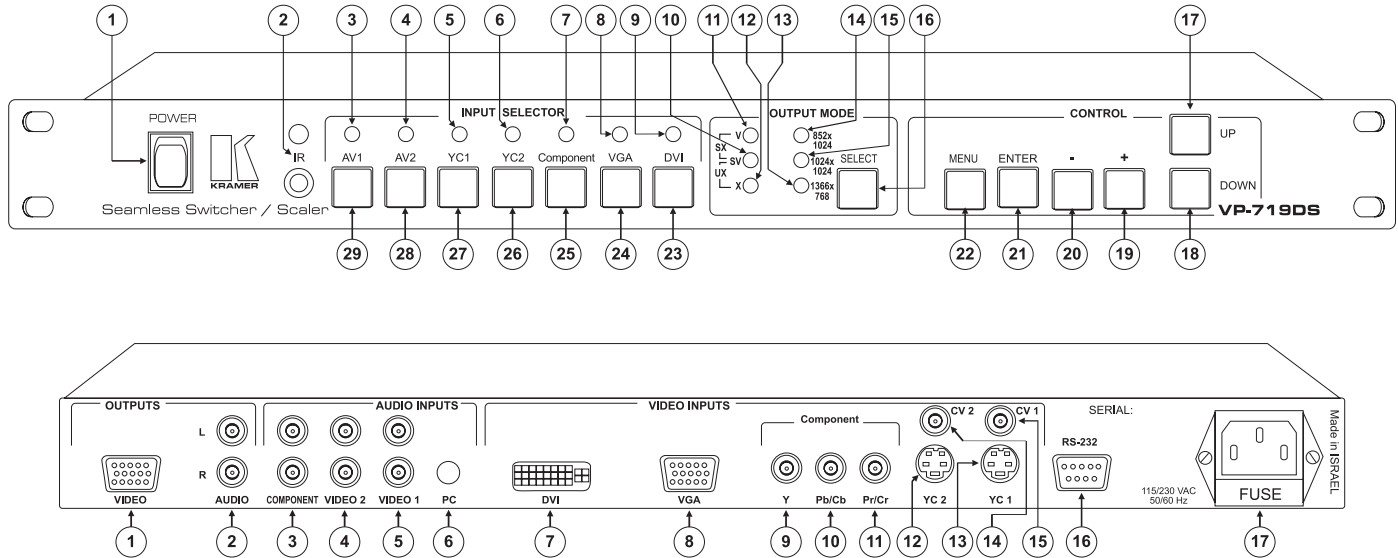 1 2 3 4 5 6 7 8 9 10 11 12 13 14 15 16 17
INPUT SELECTOR
OUTPUT MODE
CONTROL
POWER
IR
KRAMER
AV1 AV2 YC1 YC2 Component VGA DVI
V
SX
SV
UX
X
852x
1024
1024x
1024
1366x
768
SELECT
MENU ENTER - +
UP
DOWN
Seamless Switcher / Scaler
VP-719DS
29 28 27 26 25 24 23 22 21 20 19 18
OUTPUTS
AUDIO INPUTS
VIDEO INPUTS
Component
CV 2
CV 1
SERIAL:
RS-232
L
R
VIDEO AUDIO COMPONENT VIDEO 2 VIDEO 1 PC DVI VGA Y Pb/Cb Pr/Cr YC 2 YC 1
115/230 VAC
50/60 Hz
FUSE
Made in ISRAEL
1 2 3 4 5 6 7 8 9 10 11 12 13 14 15 16 17